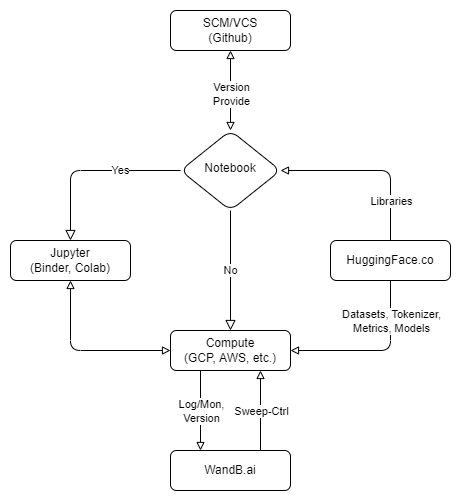 SCM/VCS
(Github)
Version
Provide
Notebook
Yes
Libraries
Jupyter
(Binder, Colab)
No
HuggingFace.co
Datasets, Tokenizer,
Metrics, Models
Compute
(GCP, AWS, etc.)
Log/Mon,
Version
Sweep-Ctrl
WandB.ai